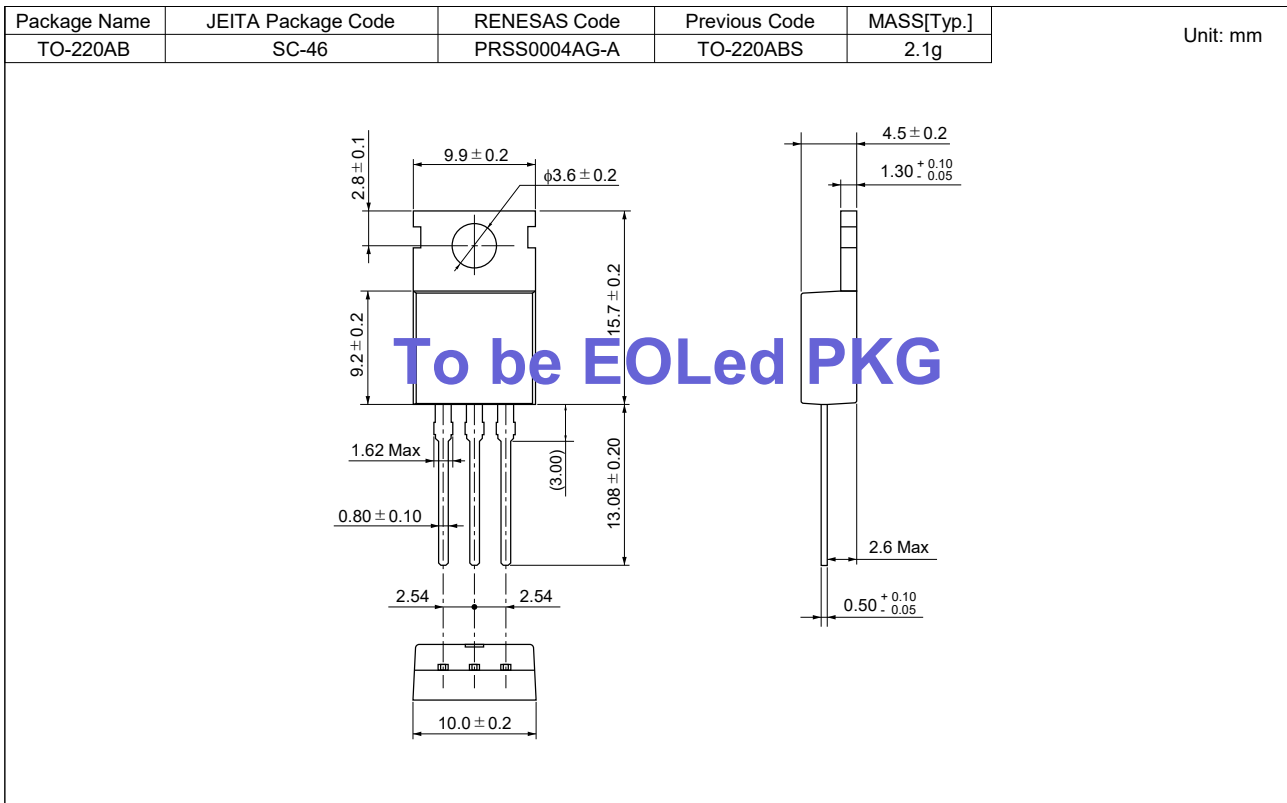 Package Name JEITA Package Code RENESAS Code Previous Code MASS[Typ.]
TO-220AB SC-46 PRSS0004AG-A TO-220ABS 2.1g
Unit: mm
2.8 ± 0.1
9.9 ± 0.2
ϕ3.6 ± 0.2
4.5 ± 0.2
1.30 + 0.10 - 0.05
9.2 ± 0.2
15.7 ± 0.2
To be EOLed PKG
1.62 Max
(3.00)
13.08 ± 0.20
0.80 ± 0.10
2.6 Max
2.54 2.54
0.50 + 0.10 - 0.05
10.0 ± 0.2